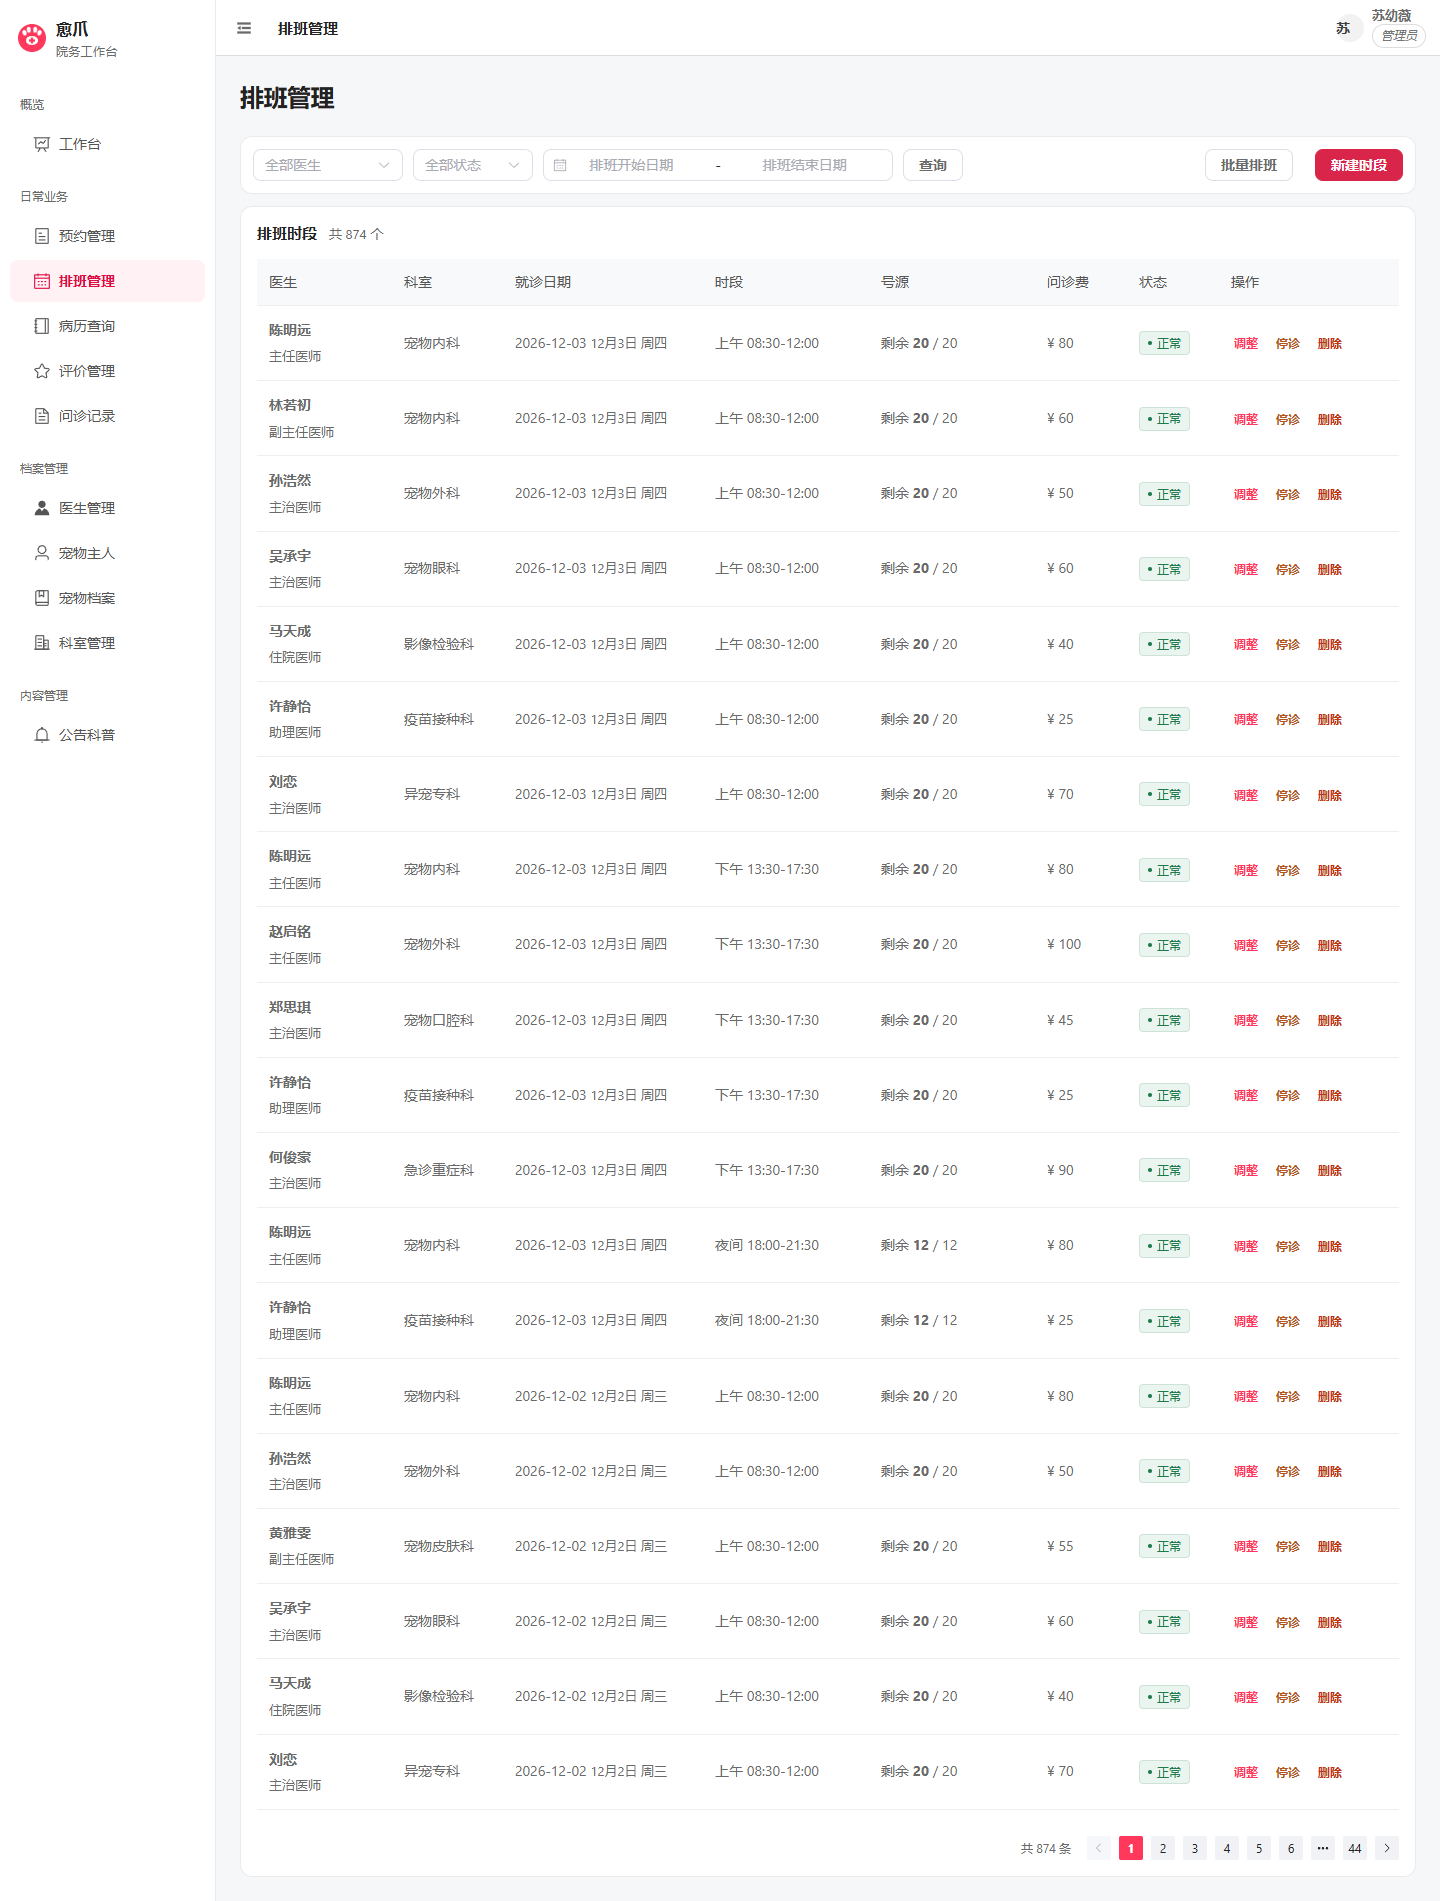 愈爪
院务工作台
概览
工作台
日常业务
预约管理
排班管理
病历查询
评价管理
问诊记录
档案管理
医生管理
宠物主人
宠物档案
科室管理
内容管理
公告科普
排班管理
苏
苏幼薇
管理员
排班管理
全部医生
全部状态
排班开始日期 - 排班结束日期
查询
批量排班
新建时段
排班时段 共 874 个
医生 科室 就诊日期 时段 号源 问诊费 状态 操作
陈明远
主任医师
宠物内科 2026-12-03 12月3日 周四 上午 08:30-12:00 剩余 20 / 20 ¥ 80 正常 调整 停诊 删除
林若初
副主任医师
宠物内科 2026-12-03 12月3日 周四 上午 08:30-12:00 剩余 20 / 20 ¥ 60 正常 调整 停诊 删除
孙浩然
主治医师
宠物外科 2026-12-03 12月3日 周四 上午 08:30-12:00 剩余 20 / 20 ¥ 50 正常 调整 停诊 删除
吴承宇
主治医师
宠物眼科 2026-12-03 12月3日 周四 上午 08:30-12:00 剩余 20 / 20 ¥ 60 正常 调整 停诊 删除
马天成
住院医师
影像检验科 2026-12-03 12月3日 周四 上午 08:30-12:00 剩余 20 / 20 ¥ 40 正常 调整 停诊 删除
许静怡
助理医师
疫苗接种科 2026-12-03 12月3日 周四 上午 08:30-12:00 剩余 20 / 20 ¥ 25 正常 调整 停诊 删除
刘恋
主治医师
异宠专科 2026-12-03 12月3日 周四 上午 08:30-12:00 剩余 20 / 20 ¥ 70 正常 调整 停诊 删除
陈明远
主任医师
宠物内科 2026-12-03 12月3日 周四 下午 13:30-17:30 剩余 20 / 20 ¥ 80 正常 调整 停诊 删除
赵启铭
主任医师
宠物外科 2026-12-03 12月3日 周四 下午 13:30-17:30 剩余 20 / 20 ¥ 100 正常 调整 停诊 删除
郑思琪
主治医师
宠物口腔科 2026-12-03 12月3日 周四 下午 13:30-17:30 剩余 20 / 20 ¥ 45 正常 调整 停诊 删除
许静怡
助理医师
疫苗接种科 2026-12-03 12月3日 周四 下午 13:30-17:30 剩余 20 / 20 ¥ 25 正常 调整 停诊 删除
何俊豪
主治医师
急诊重症科 2026-12-03 12月3日 周四 下午 13:30-17:30 剩余 20 / 20 ¥ 90 正常 调整 停诊 删除
陈明远
主任医师
宠物内科 2026-12-03 12月3日 周四 夜间 18:00-21:30 剩余 12 / 12 ¥ 80 正常 调整 停诊 删除
许静怡
助理医师
疫苗接种科 2026-12-03 12月3日 周四 夜间 18:00-21:30 剩余 12 / 12 ¥ 25 正常 调整 停诊 删除
陈明远
主任医师
宠物内科 2026-12-02 12月2日 周三 上午 08:30-12:00 剩余 20 / 20 ¥ 80 正常 调整 停诊 删除
孙浩然
主治医师
宠物外科 2026-12-02 12月2日 周三 上午 08:30-12:00 剩余 20 / 20 ¥ 50 正常 调整 停诊 删除
黄雅雯
副主任医师
宠物皮肤科 2026-12-02 12月2日 周三 上午 08:30-12:00 剩余 20 / 20 ¥ 55 正常 调整 停诊 删除
吴承宇
主治医师
宠物眼科 2026-12-02 12月2日 周三 上午 08:30-12:00 剩余 20 / 20 ¥ 60 正常 调整 停诊 删除
马天成
住院医师
影像检验科 2026-12-02 12月2日 周三 上午 08:30-12:00 剩余 20 / 20 ¥ 40 正常 调整 停诊 删除
刘恋
主治医师
异宠专科 2026-12-02 12月2日 周三 上午 08:30-12:00 剩余 20 / 20 ¥ 70 正常 调整 停诊 删除
共 874 条 1 2 3 4 5 6 ••• 44